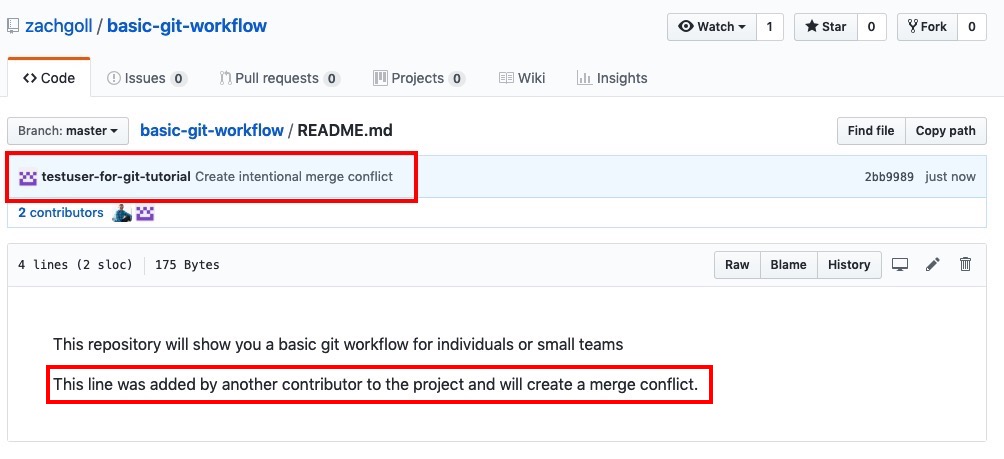 zachgoll / basic-git-workflow
Watch 1 Star 0 Fork 0
Code Issues 0 Pull requests 0 Projects 0 Wiki Insights
Branch: master basic-git-workflow / README.md Find file Copy path
testuser-for-git-tutorial Create intentional merge conflict 2bb9989 just now
2 contributors
4 lines (2 sloc) 175 Bytes Raw Blame History
This repository will show you a basic git workflow for individuals or small teams
This line was added by another contributor to the project and will create a merge conflict.